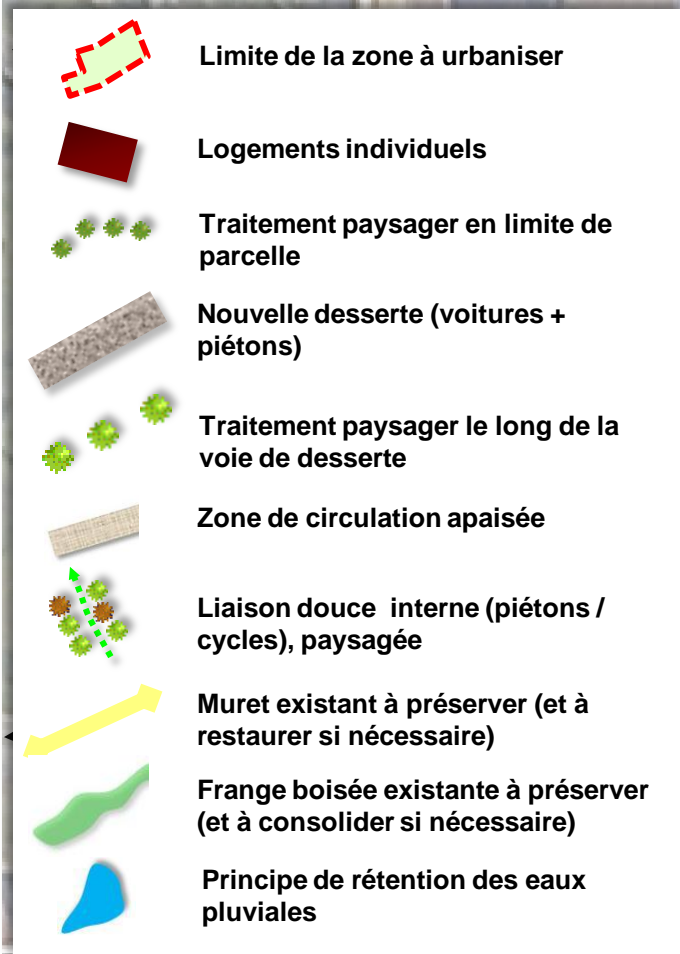 Limite de la zone à urbaniser
Logements individuels
Traitement paysager en limite de
parcelle
Nouvelle desserte (voitures +
piétons)
Traitement paysager le long de la
voie de desserte
Zone de circulation apaisée
Liaison douce interne (piétons /
cycles), paysagée
Muret existant à préserver (et à
restaurer si nécessaire)
Frange boisée existante à préserver
(et à consolider si nécessaire)
Principe de rétention des eaux
pluviales